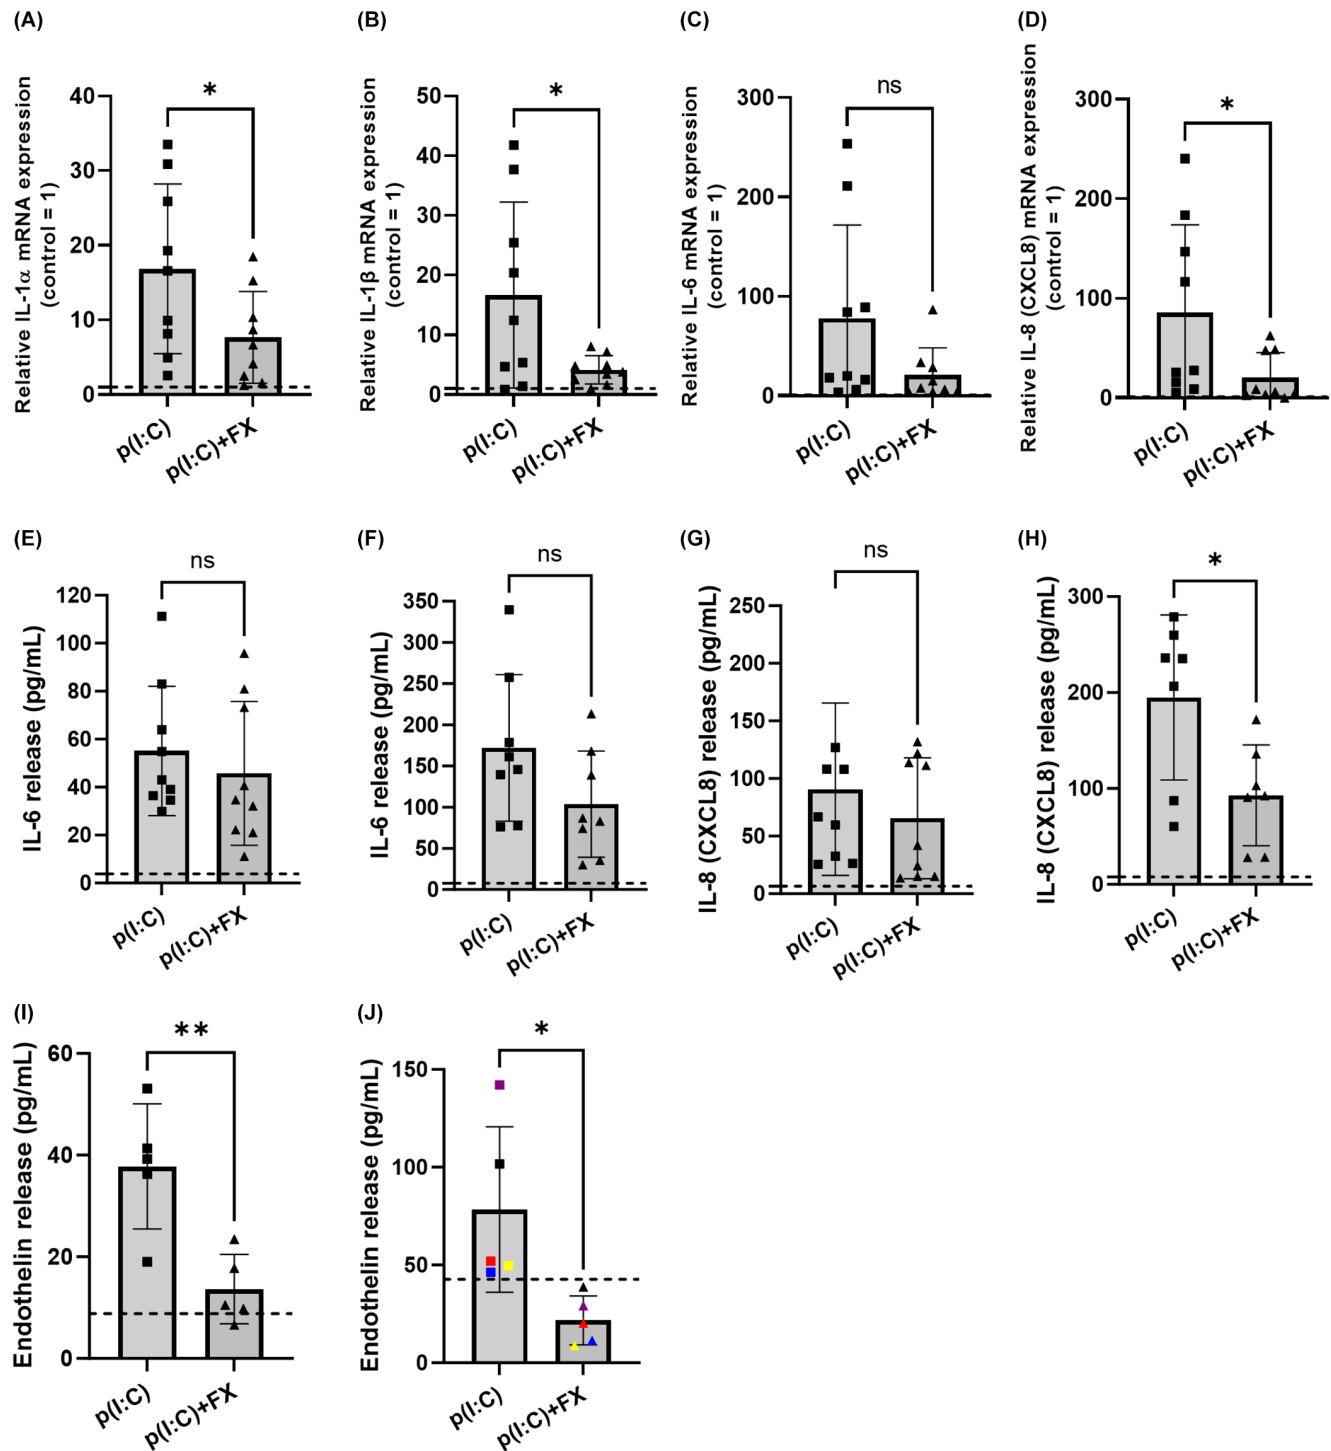 (A)
Relative IL-1α mRNA expression
(control = 1)
40
30
20
10
0
*
p(I:C)
p(I:C)+FX
(B)
Relative IL-1β mRNA expression
(control = 1)
50
40
30
20
10
0
*
p(I:C)
p(I:C)+FX
(C)
Relative IL-6 mRNA expression
(control = 1)
300
200
100
0
ns
p(I:C)
p(I:C)+FX
(D)
Relative IL-8 (CXCL8) mRNA expression
(control = 1)
300
200
100
0
*
p(I:C)
p(I:C)+FX
(E)
IL-6 release (pg/mL)
120
100
80
60
40
20
0
ns
p(I:C)
p(I:C)+FX
(F)
IL-6 release (pg/mL)
350
300
250
200
150
100
50
0
ns
p(I:C)
p(I:C)+FX
(G)
IL-8 (CXCL8) release (pg/mL)
250
200
150
100
50
0
ns
p(I:C)
p(I:C)+FX
(H)
IL-8 (CXCL8) release (pg/mL)
300
200
100
0
*
p(I:C)
p(I:C)+FX
(I)
Endothelin release (pg/mL)
60
40
20
0
**
p(I:C)
p(I:C)+FX
(J)
Endothelin release (pg/mL)
150
100
50
0
*
p(I:C)
p(I:C)+FX